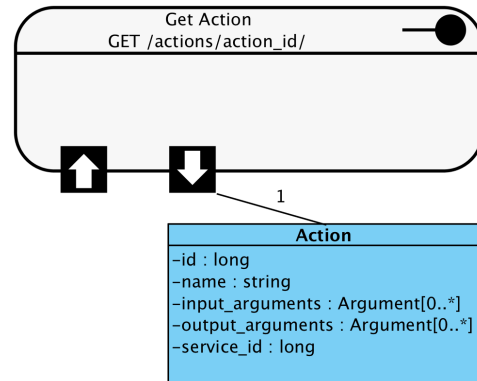 Get Action
GET /actions/action_id/
1
Action
-id : long
-name : string
-input_arguments : Argument[0..*]
-output_arguments : Argument[0..*]
-service_id : long